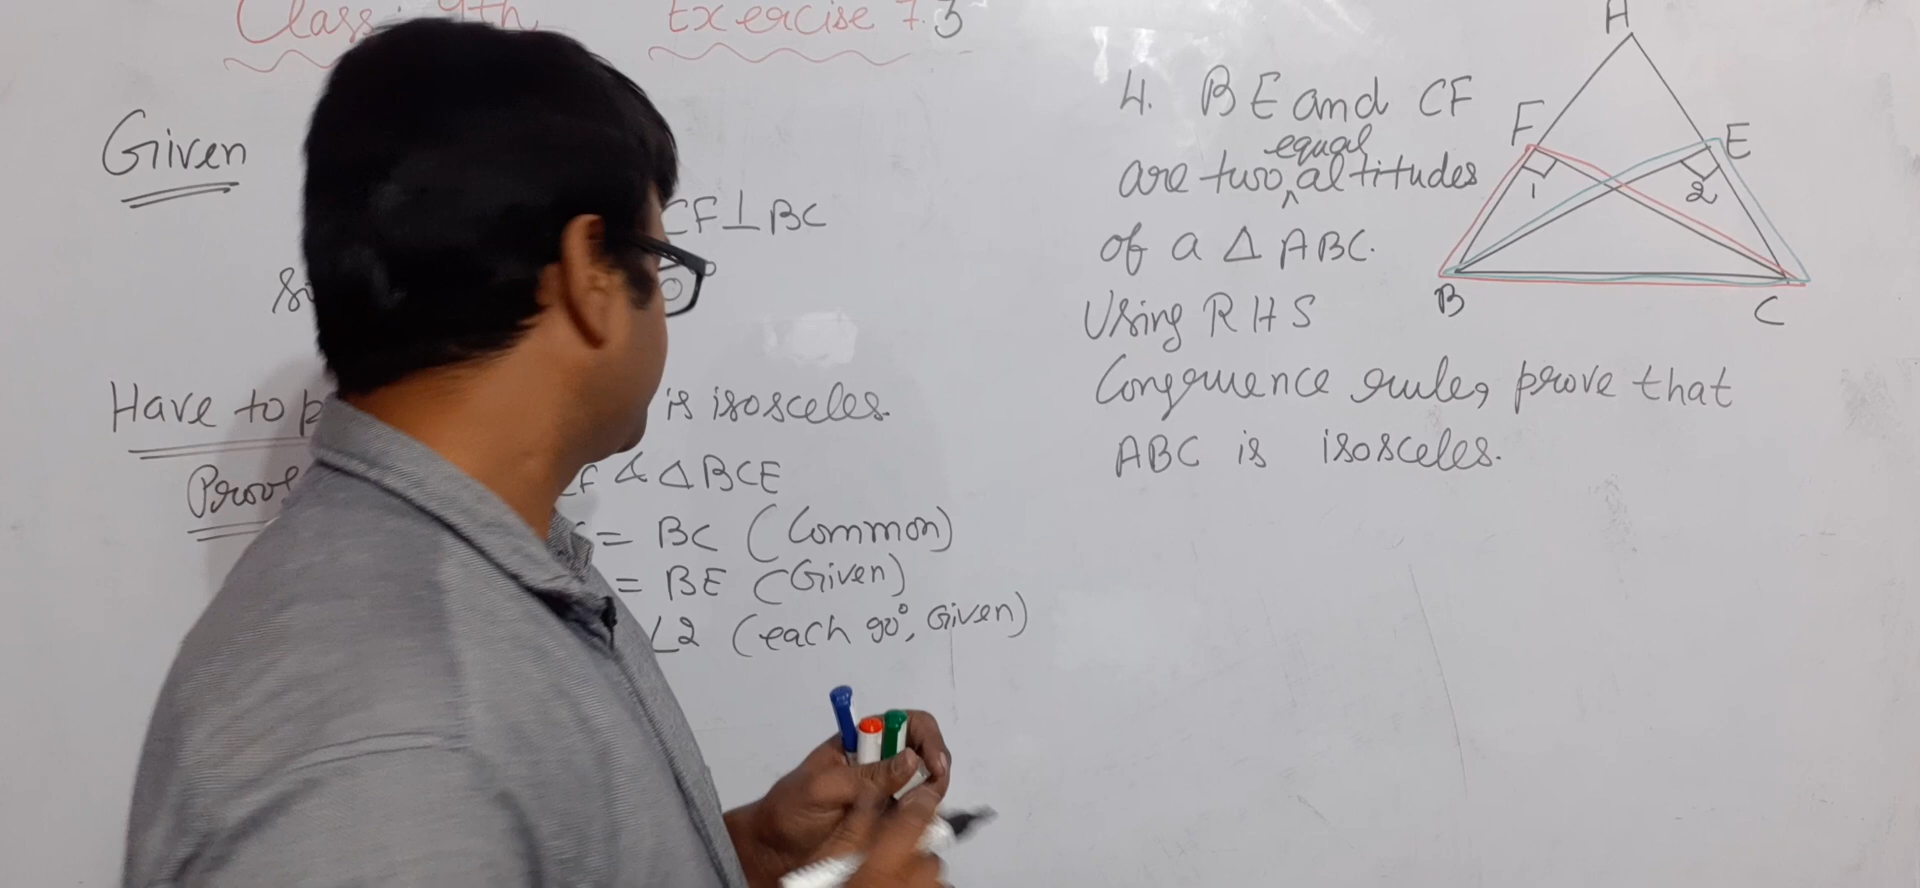 Class: 9th Exercise 7.3
Given
CF⊥BC
Have to is isosceles.
& △BCE
= BC (Common)
= BE (Given)
∠2 (each 90°, Given)
4. BE and CF
equal
are two ^ altitudes
of a △ ABC.
Using RHS
Congruence rule, prove that
ABC is isosceles.
A
F
E
1
2
B
C